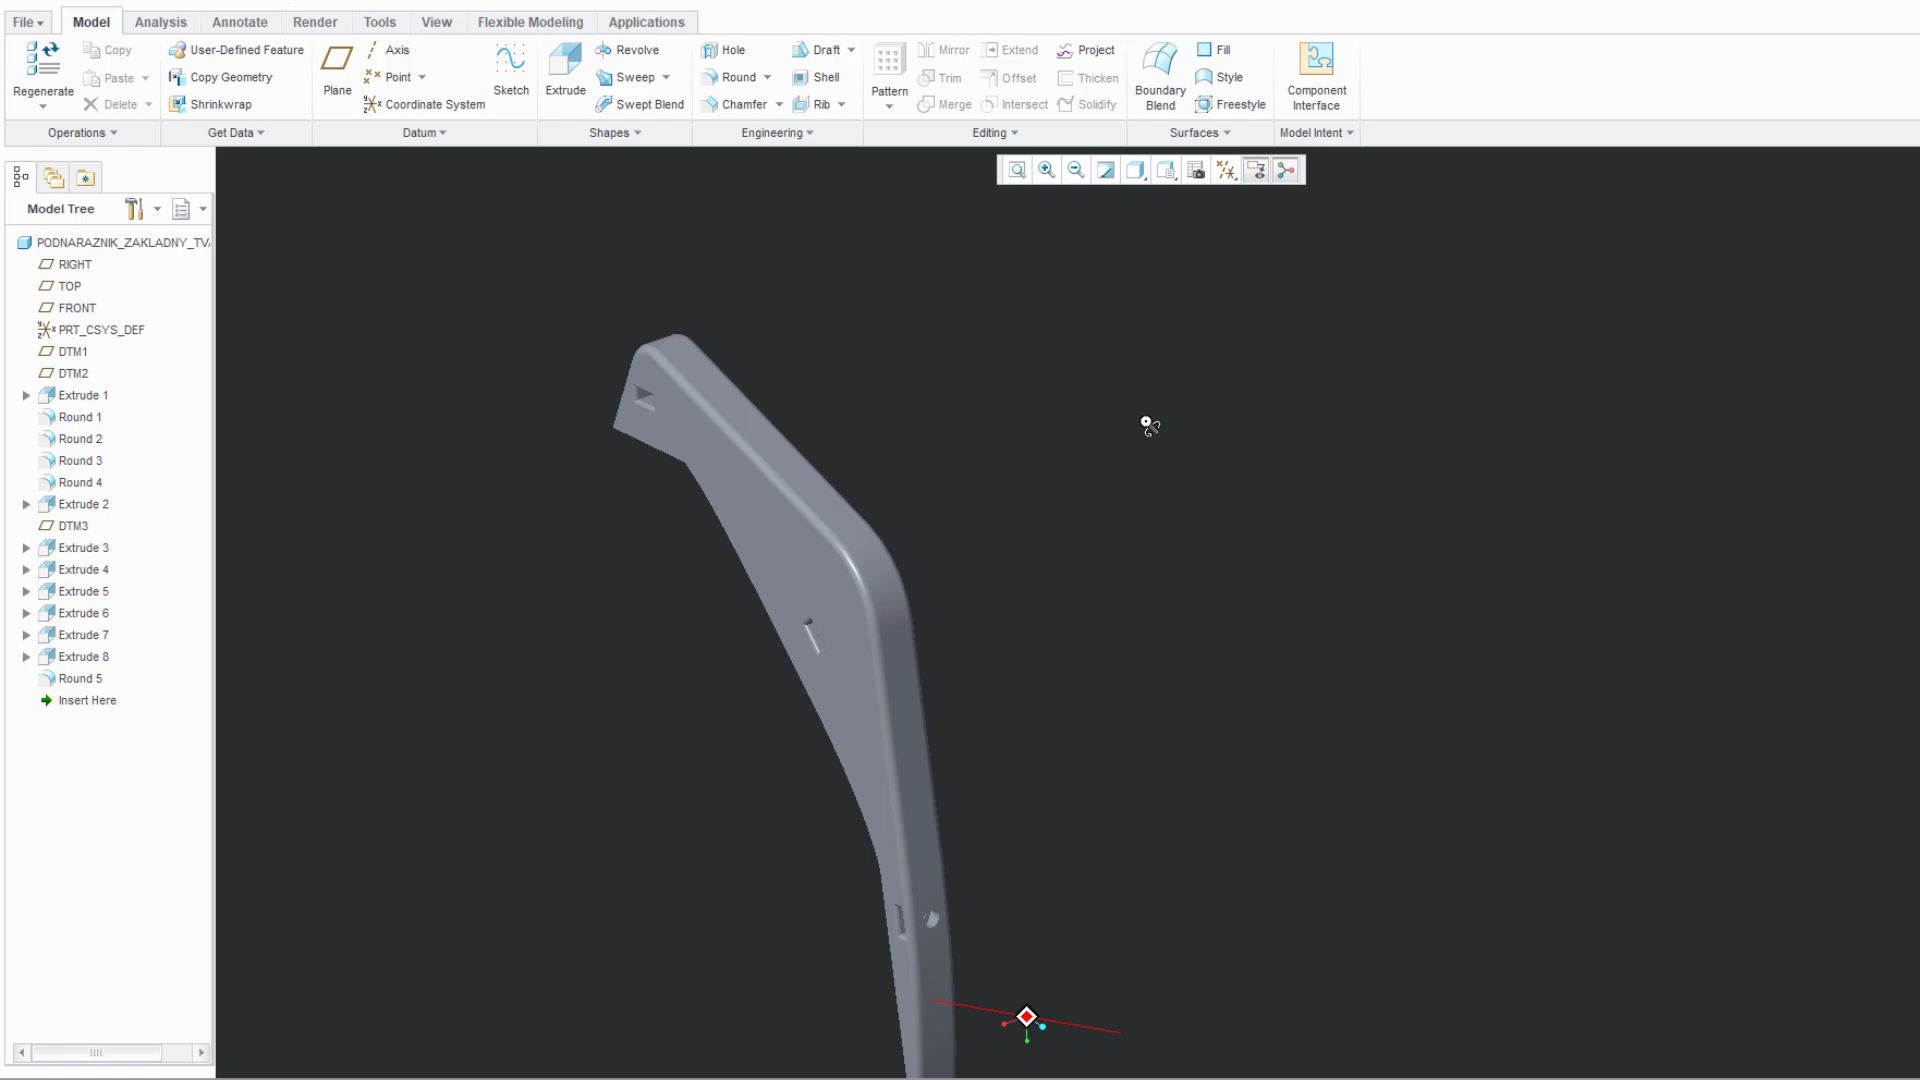 File Model Analysis Annotate Render Tools View Flexible Modeling Applications
Regenerate
Copy
Paste
Delete
User-Defined Feature
Copy Geometry
Shrinkwrap
Plane
Axis
Point
Coordinate System
Sketch
Extrude
Revolve
Sweep
Swept Blend
Hole
Round
Chamfer
Draft
Shell
Rib
Pattern
Mirror
Trim
Merge
Extend
Offset
Intersect
Project
Thicken
Solidify
Boundary
Blend
Fill
Style
Freestyle
Component
Interface
Operations Get Data Datum Shapes Engineering Editing Surfaces Model Intent
Model Tree
PODNARAZNIK_ZAKLADNY_TV
RIGHT
TOP
FRONT
PRT_CSYS_DEF
DTM1
DTM2
Extrude 1
Round 1
Round 2
Round 3
Round 4
Extrude 2
DTM3
Extrude 3
Extrude 4
Extrude 5
Extrude 6
Extrude 7
Extrude 8
Round 5
Insert Here